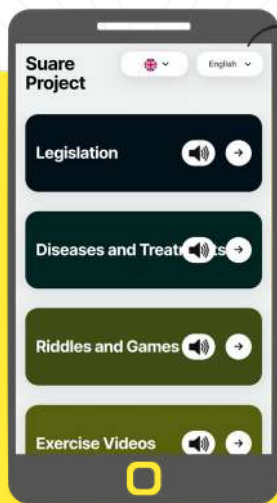 Suare
Project
English
Legislation
Diseases and Treat s
Riddles and Games
Exercise Videos